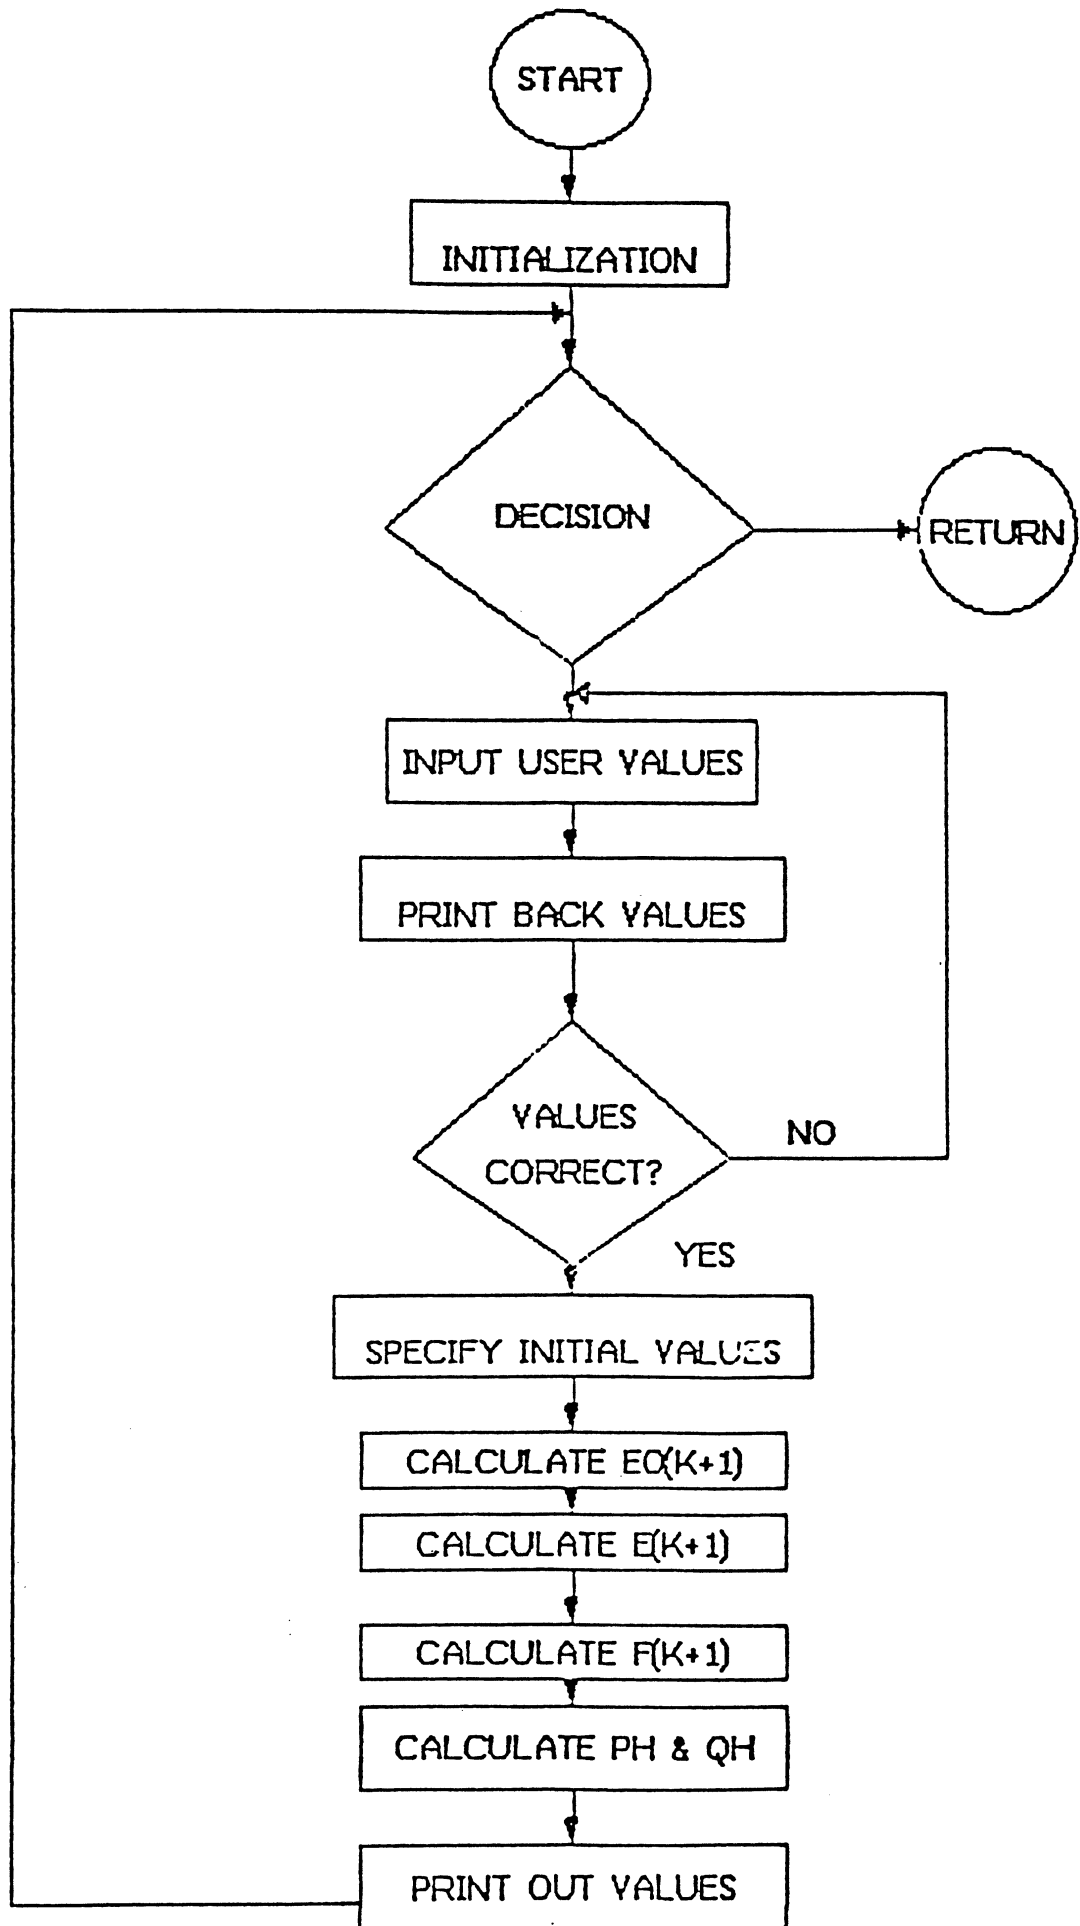 START
INITIALIZATION
DECISION
RETURN
INPUT USER VALUES
PRINT BACK VALUES
VALUES
CORRECT?
NO
YES
SPECIFY INITIAL VALUES
CALCULATE EO(K+1)
CALCULATE E(K+1)
CALCULATE F(K+1)
CALCULATE PH & QH
PRINT OUT VALUES